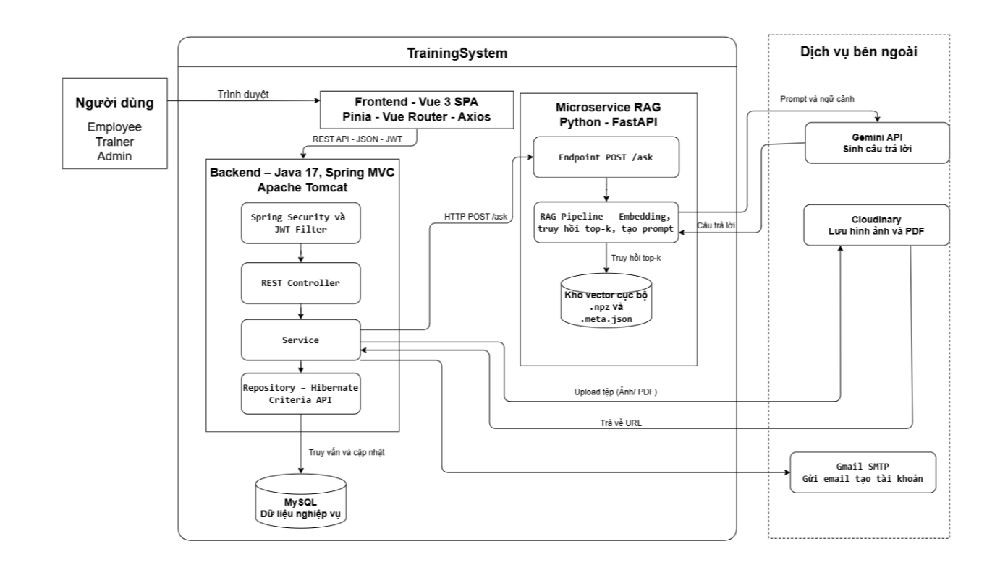 TrainingSystem
Dịch vụ bên ngoài
Người dùng
Employee
Trainer
Admin
Trình duyệt
Frontend - Vue 3 SPA
Pinia - Vue Router - Axios
REST API - JSON - JWT
Backend – Java 17, Spring MVC
Apache Tomcat
Spring Security và
JWT Filter
REST Controller
Service
Repository – Hibernate
Criteria API
Truy vấn và cập nhật
MySQL
Dữ liệu nghiệp vụ
HTTP POST /ask
Microservice RAG
Python - FastAPI
Endpoint POST /ask
RAG Pipeline – Embedding,
truy hồi top-k, tạo prompt
Truy hồi top-k
Kho vector cục bộ
.npz và
.meta.json
Prompt và ngữ cảnh
Gemini API
Sinh câu trả lời
Câu trả lời
Cloudinary
Lưu hình ảnh và PDF
Upload tệp (Ảnh/ PDF)
Trả về URL
Gmail SMTP
Gửi email tạo tài khoản